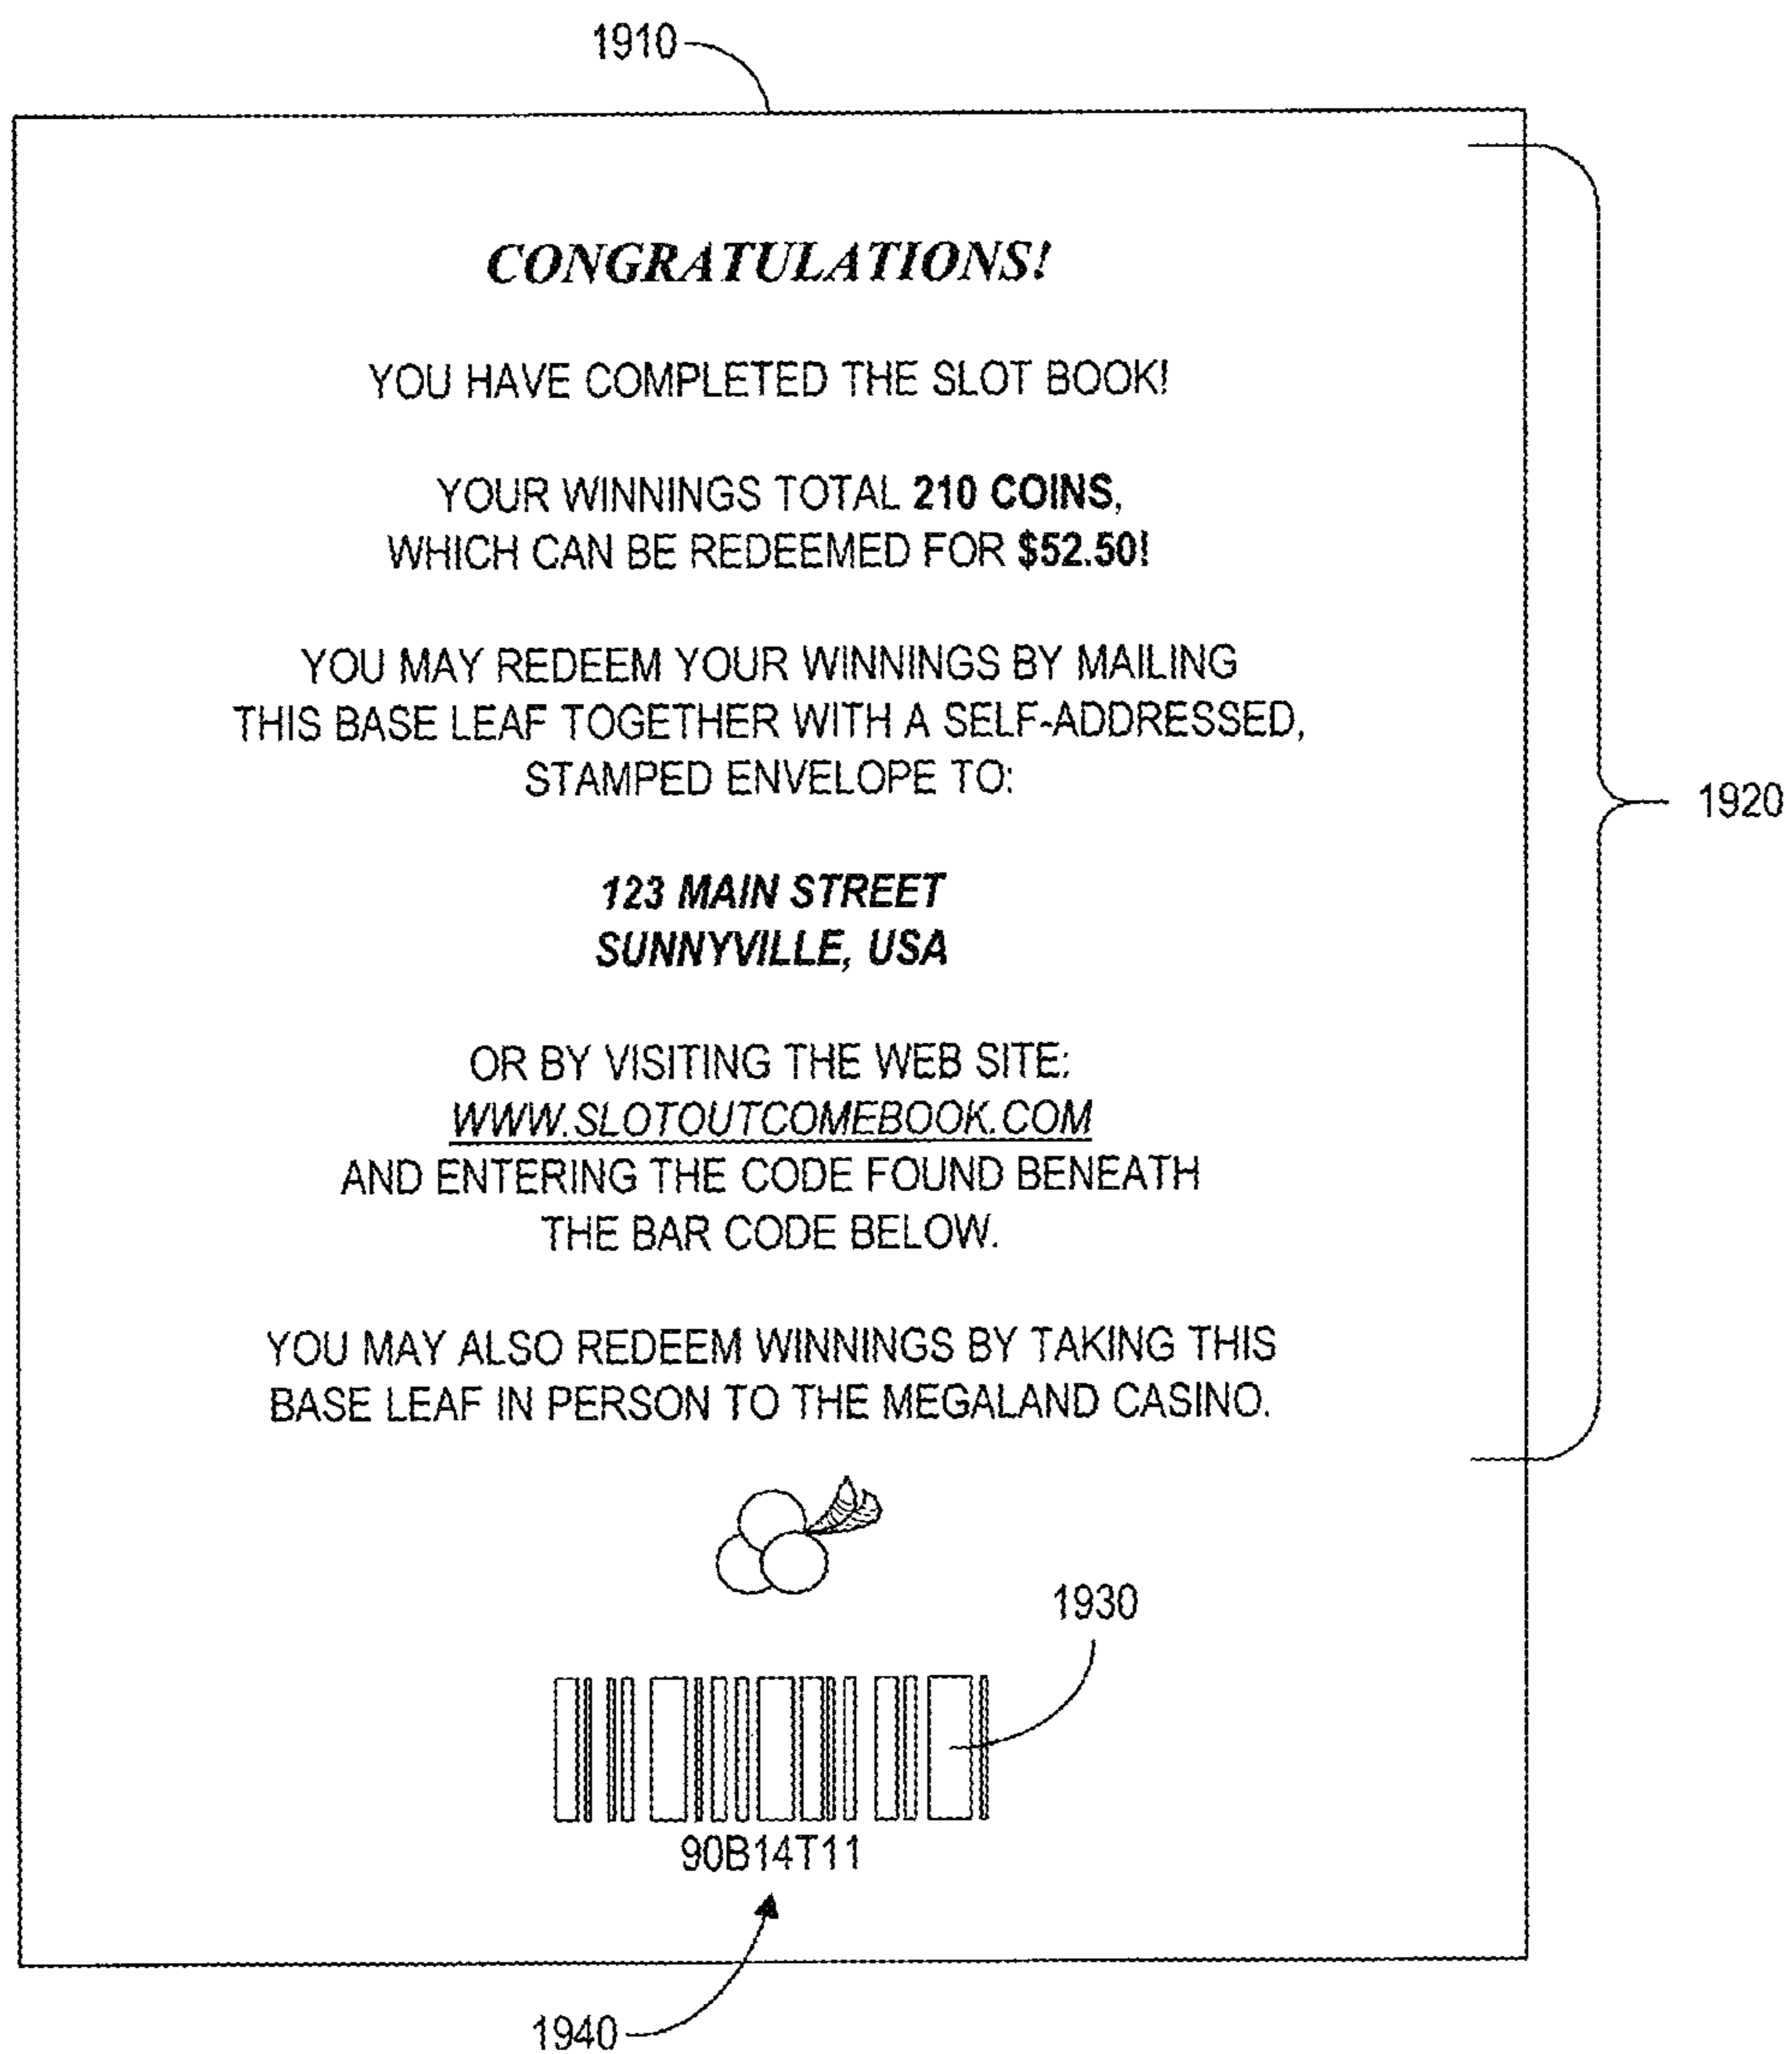 1910
CONGRATULATIONS!
YOU HAVE COMPLETED THE SLOT BOOK!
YOUR WINNINGS TOTAL 210 COINS,
WHICH CAN BE REDEEMED FOR $52.50!
YOU MAY REDEEM YOUR WINNINGS BY MAILING
THIS BASE LEAF TOGETHER WITH A SELF-ADDRESSED,
STAMPED ENVELOPE TO:
1920
123 MAIN STREET
SUNNYVILLE, USA
OR BY VISITING THE WEB SITE:
WWW.SLOTOUTCOMEBOOK.COM
AND ENTERING THE CODE FOUND BENEATH
THE BAR CODE BELOW.
YOU MAY ALSO REDEEM WINNINGS BY TAKING THIS
BASE LEAF IN PERSON TO THE MEGALAND CASINO.
1930
90B14T11
1940